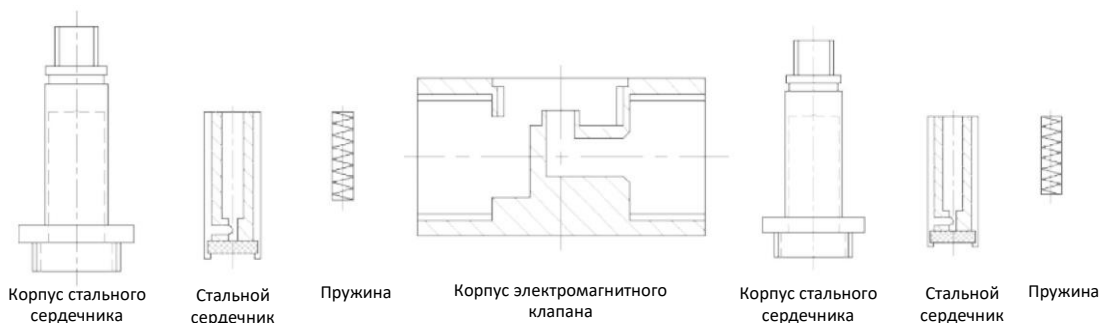 Корпус стального
сердечника
Стальной
сердечник
Пружина
Корпус электромагнитного
клапана
Корпус стального
сердечника
Стальной
сердечник
Пружина